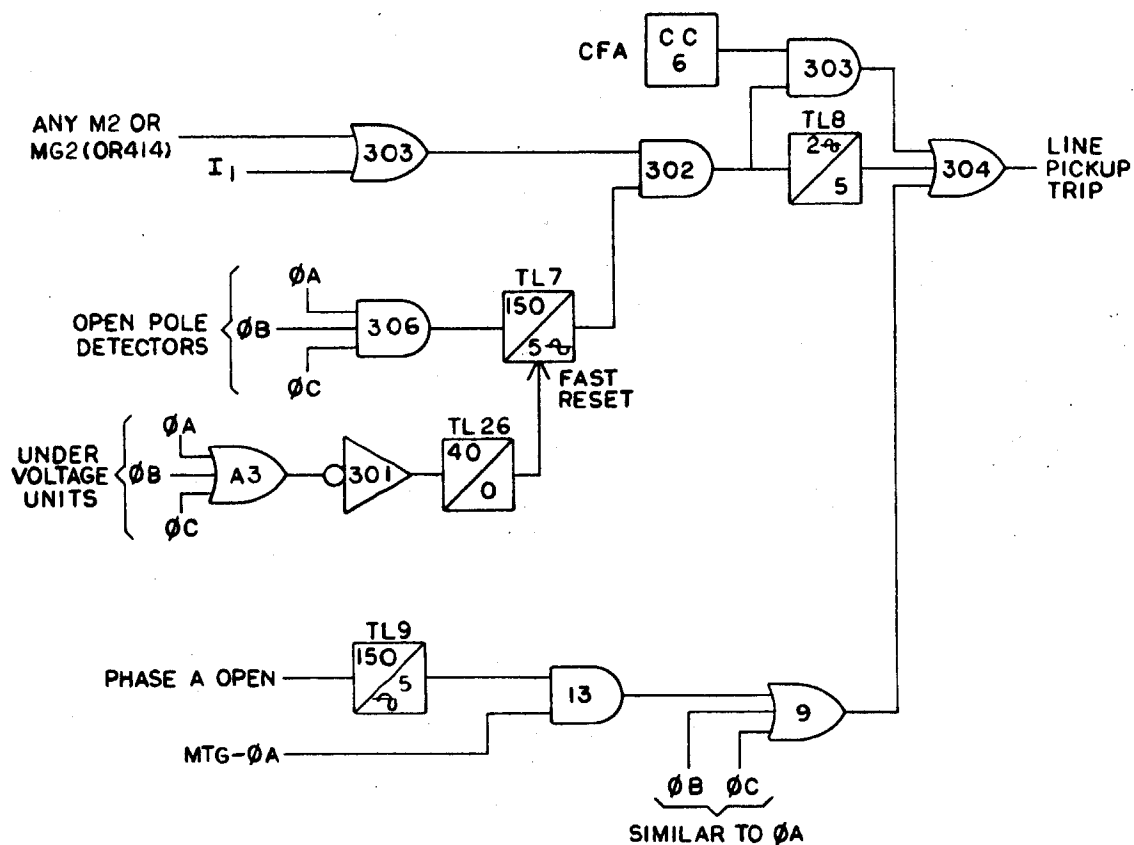 CFA
C C
6
303
ANY M2 OR
MG2(OR414)
I1
303
302
TL8
2~
5
304
LINE
PICKUP
TRIP
OPEN POLE
DETECTORS
ØA
ØB
ØC
306
TL7
150
5~
FAST
RESET
UNDER
VOLTAGE
UNITS
ØA
ØB
ØC
A3
301
TL26
40
0
PHASE A OPEN
TL9
150
5
~
13
9
MTG-ØA
ØB ØC
SIMILAR TO ØA